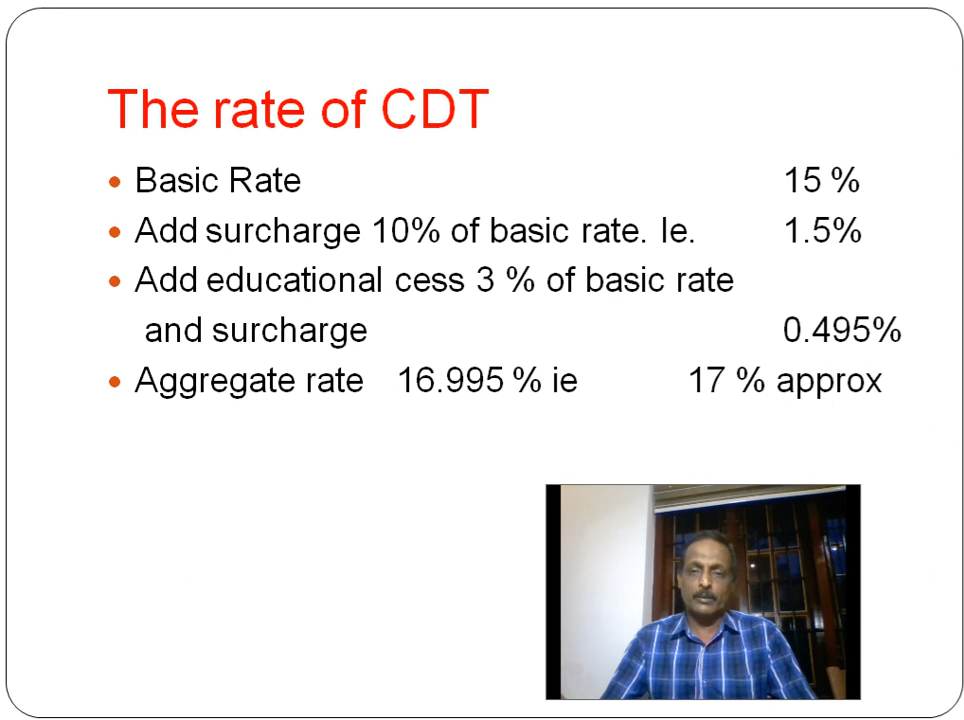 The rate of CDT
Basic Rate 15 %
Add surcharge 10% of basic rate. Ie. 1.5%
Add educational cess 3 % of basic rate
and surcharge 0.495%
Aggregate rate 16.995 % ie 17 % approx